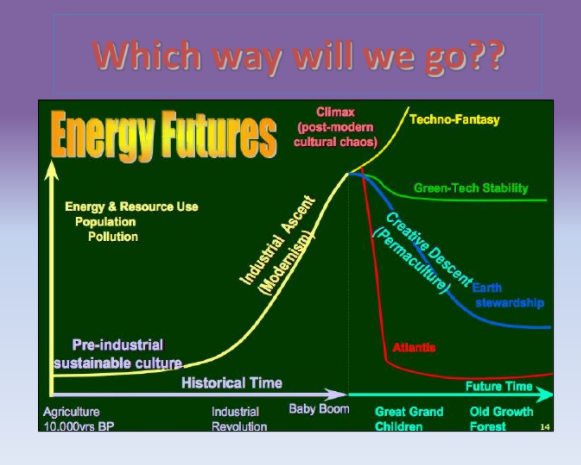 Which way will we go??
Energy Futures
Climax
(post-modern
cultural chaos)
Techno-Fantasy
Green-Tech Stability
Energy & Resource Use
Population
Pollution
Industrial Ascent
(Modernism)
Creative Descent
(Permaculture)
Earth
stewardship
Pre-industrial
sustainable culture
Atlantis
Historical Time
Future Time
Agriculture
10.000yrs BP
Industrial
Revolution
Baby Boom
Great Grand
Children
Old Growth
Forest
14